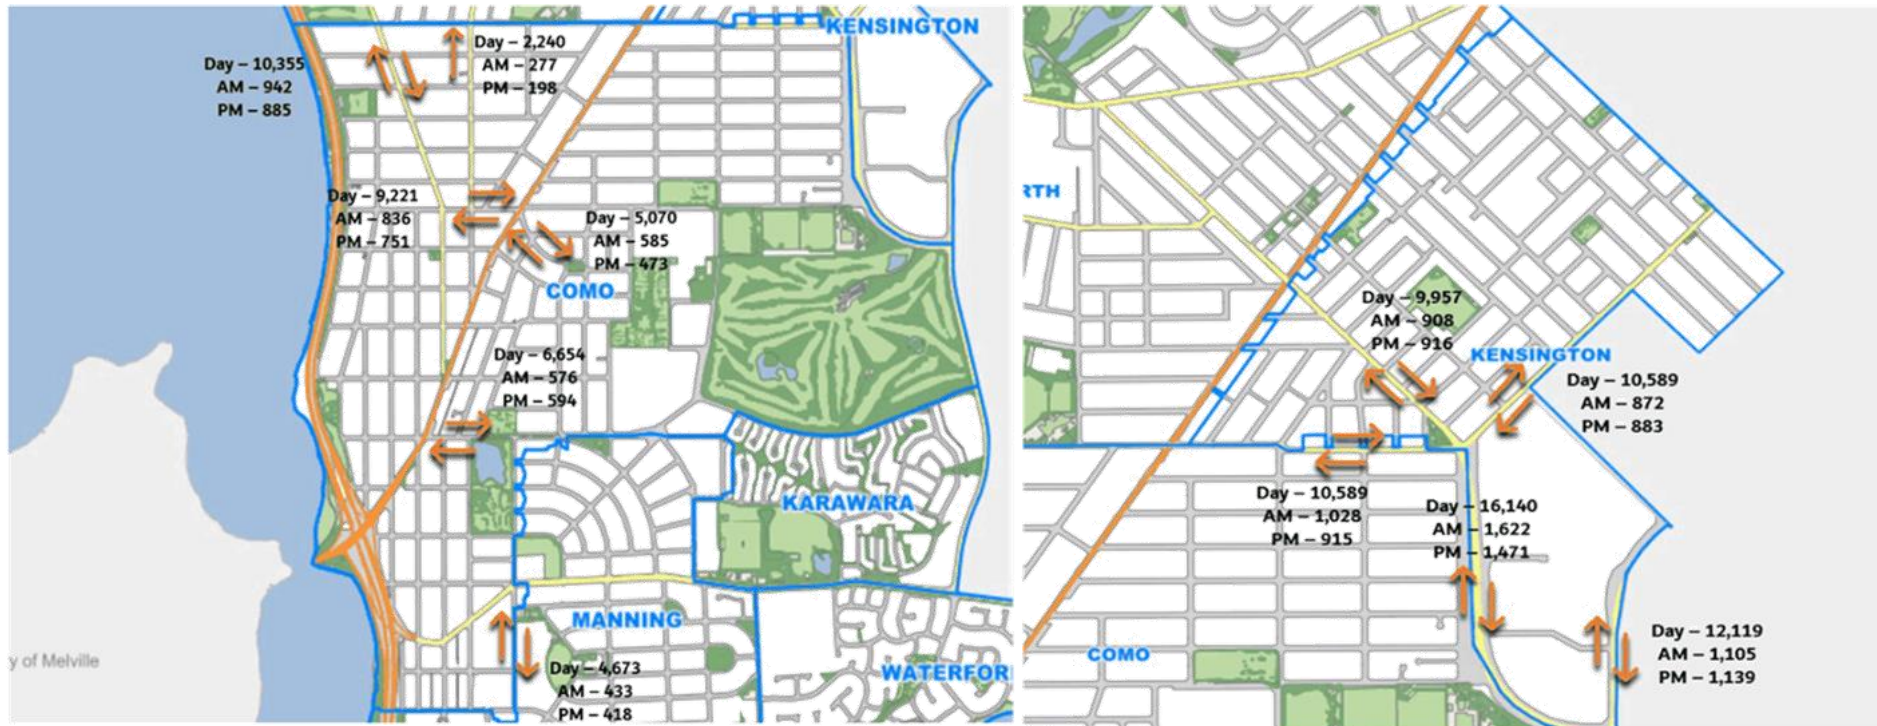 KENSINGTON
Day – 2,240
AM – 277
PM – 198
Day – 10,355
AM – 942
PM – 885
Day – 9,221
AM – 836
PM – 751
Day – 5,070
AM – 585
PM – 473
COMO
Day – 6,654
AM – 576
PM – 594
KARAWARA
MANNING
Day – 4,673
AM – 433
PM – 418
WATERFOR
y of Melville
RTH
Day – 9,957
AM – 908
PM – 916
KENSINGTON
Day – 10,589
AM – 872
PM – 883
Day – 10,589
AM – 1,028
PM – 915
Day – 16,140
AM – 1,622
PM – 1,471
Day – 12,119
AM – 1,105
PM – 1,139
COMO